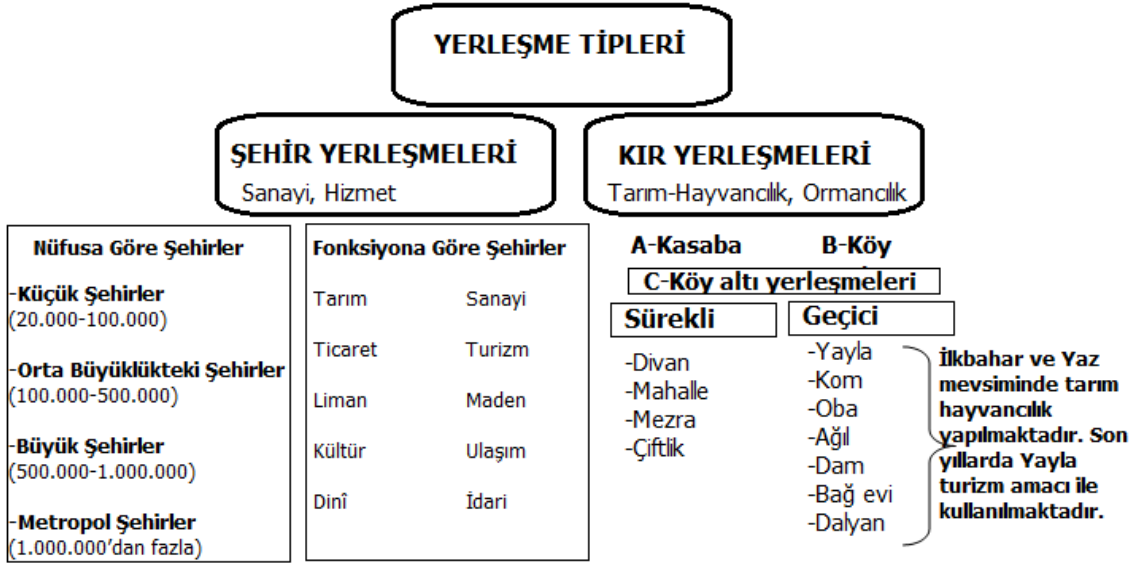 YERLEŞME TİPLERİ
ŞEHİR YERLEŞMELERİ
Sanayi, Hizmet
KIR YERLEŞMELERİ
Tarım-Hayvancılık, Ormancılık
Nüfusa Göre Şehirler
-Küçük Şehirler
(20.000-100.000)
-Orta Büyüklükteki Şehirler
(100.000-500.000)
-Büyük Şehirler
(500.000-1.000.000)
-Metropol Şehirler
(1.000.000’dan fazla)
Fonksiyona Göre Şehirler
Tarım Sanayi
Ticaret Turizm
Liman Maden
Kültür Ulaşım
Dinî İdari
A-Kasaba B-Köy
C-Köy altı yerleşmeleri
Sürekli
-Divan
-Mahalle
-Mezra
-Çiftlik
Geçici
-Yayla
-Kom
-Oba
-Ağıl
-Dam
-Bağ evi
-Dalyan
İlkbahar ve Yaz
mevsiminde tarım
hayvancılık
yapılmaktadır. Son
yıllarda Yayla
turizm amacı ile
kullanılmaktadır.